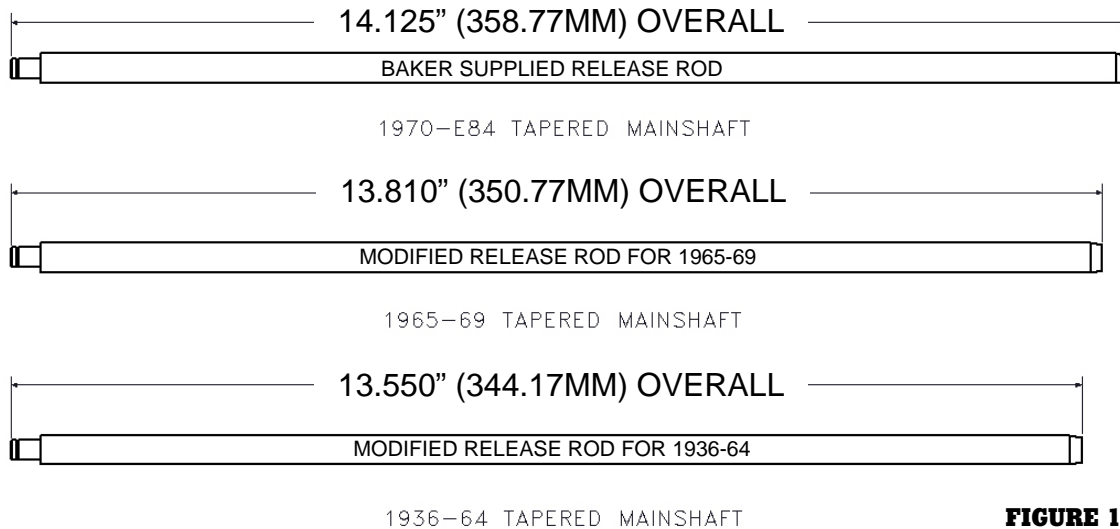 14.125” (358.77MM) OVERALL
BAKER SUPPLIED RELEASE ROD
1970-E84 TAPERED MAINSHAFT
13.810” (350.77MM) OVERALL
MODIFIED RELEASE ROD FOR 1965-69
1965-69 TAPERED MAINSHAFT
13.550” (344.17MM) OVERALL
MODIFIED RELEASE ROD FOR 1936-64
1936-64 TAPERED MAINSHAFT
FIGURE